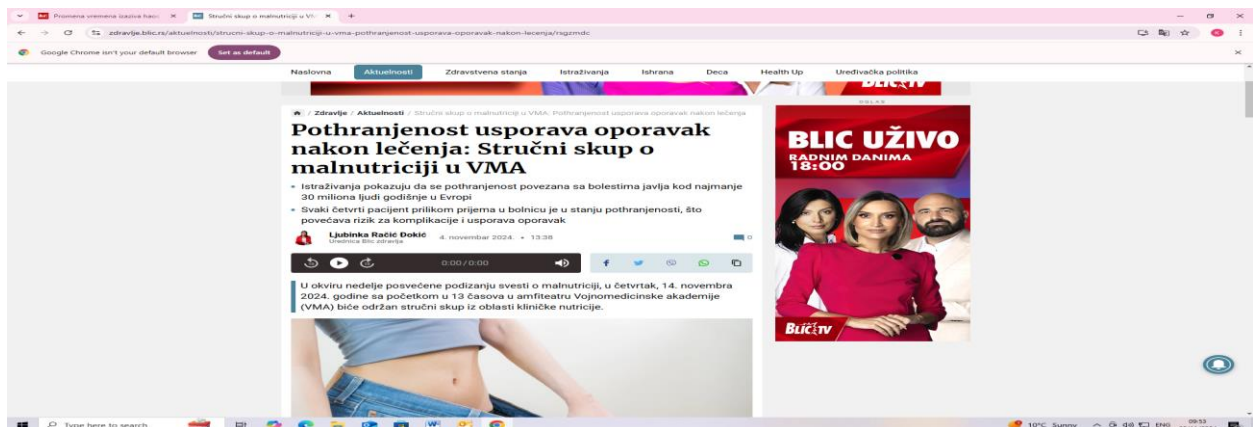 Promena vremena izaziva haos
Stručni skup o malnutriciji u VM
zdravlje.blic.rs/aktuelnosti/strucni-skup-o-malnutriciji-u-vma-pothranjenost-usporava-oporavak-nakon-lecenja/rsgzmdc
Google Chrome isn't your default browser Set as default
Naslovna Aktuelnosti Zdravstvena stanja Istraživanja Ishrana Deca Health Up Uređivačka politika
BLIC TV
OGLAS
/ Zdravlje / Aktuelnosti / Stručni skup o malnutriciji u VMA: Pothranjenost usporava oporavak nakon lečenja
Pothranjenost usporava oporavak
nakon lečenja: Stručni skup o
malnutriciji u VMA
• Istraživanja pokazuju da se pothranjenost povezana sa bolestima javlja kod najmanje
30 miliona ljudi godišnje u Evropi
• Svaki četvrti pacijent prilikom prijema u bolnicu je u stanju pothranjenosti, što
povećava rizik za komplikacije i usporava oporavak
Ljubinka Račić Đokić 4. novembar 2024. • 13:38 0
Urednica Blic zdravlja
0:00 / 0:00
U okviru nedelje posvećene podizanju svesti o malnutriciji, u četvrtak, 14. novembra
2024. godine sa početkom u 13 časova u amfiteatru Vojnomedicinske akademije
(VMA) biće održan stručni skup iz oblasti kliničke nutricije.
BLIC UŽIVO
RADNIM DANIMA
18:00
BLIC TV
Type here to search
10°C Sunny
ENG
09:53